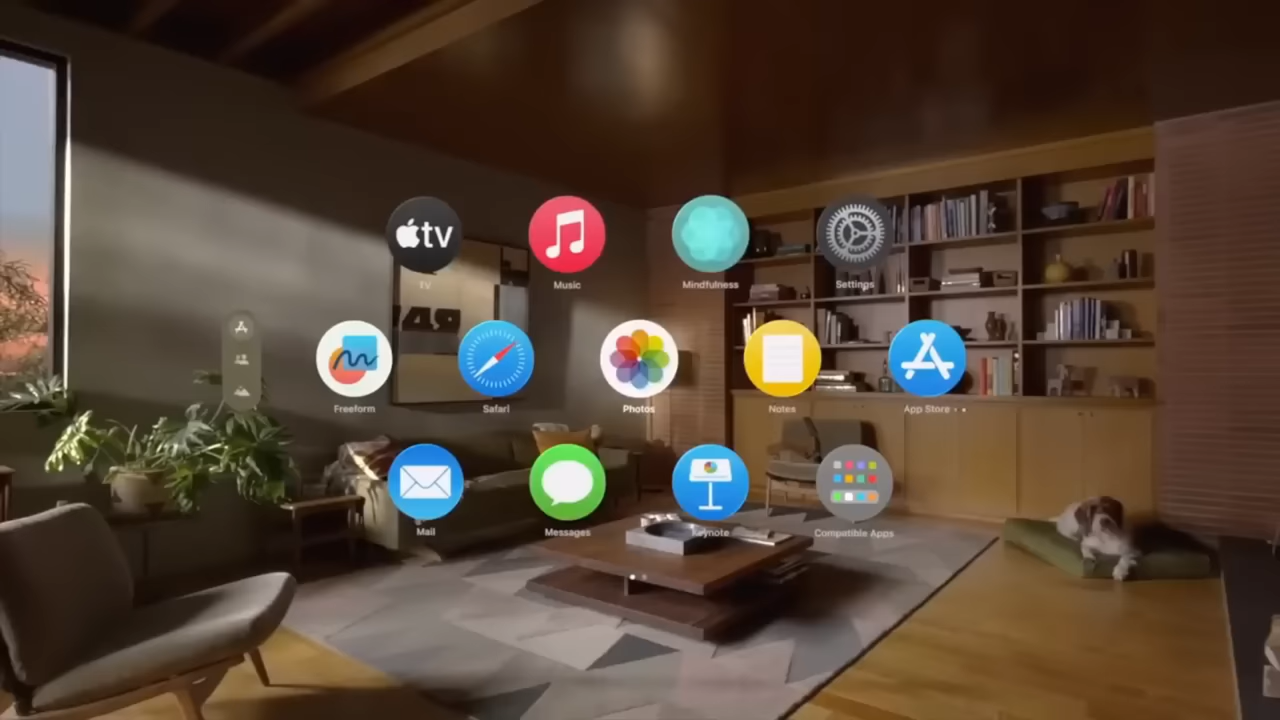 tv
TV
Music
Mindfulness
Settings
Freeform
Safari
Photos
Notes
App Store
Mail
Messages
Keynote
Compatible Apps